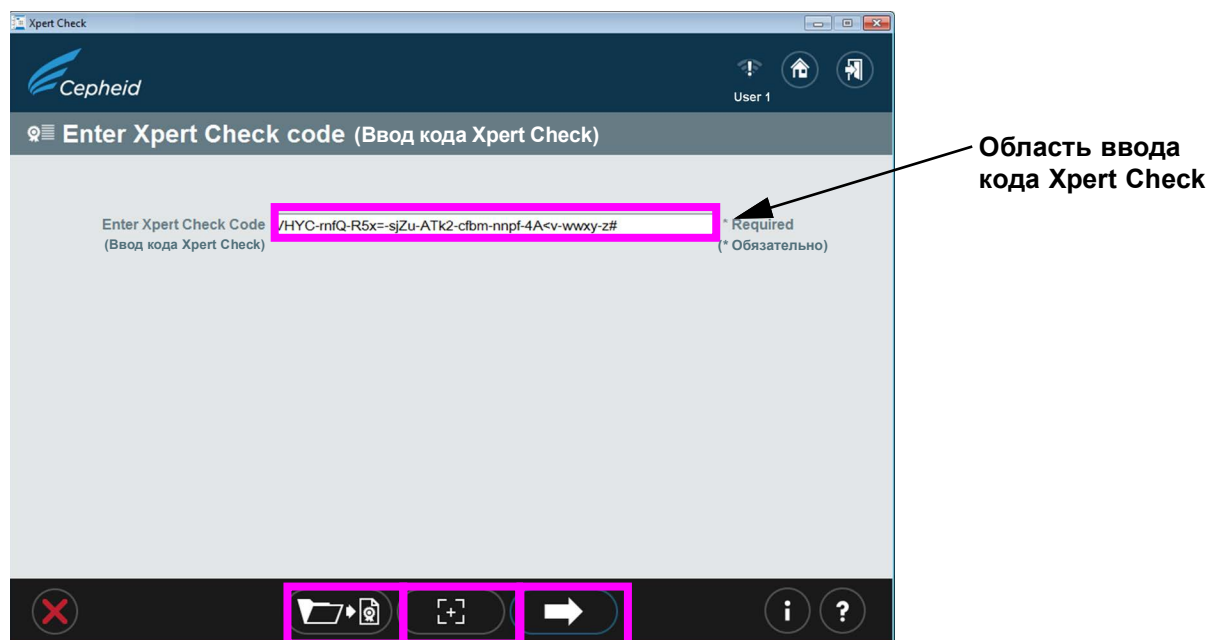 Xpert Check
Cepheid
User 1
Enter Xpert Check code (Ввод кода Xpert Check)
Область ввода
кода Xpert Check
Enter Xpert Check Code
(Ввод кода Xpert Check)
/HYC-rnfQ-R5x=-sjZu-ATk2-cfbm-nnpf-4A<v-wwxy-z#
* Required
(* Обязательно)
i
?